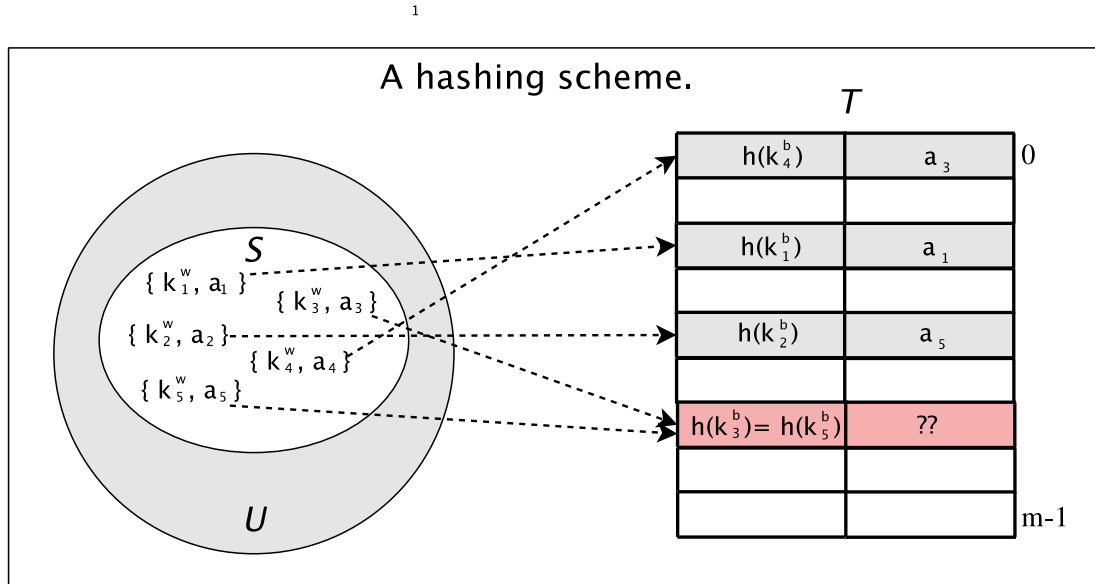 1
A hashing scheme.
T
h(k₄ᵇ) a₃ 0
S
h(k₁ᵇ) a₁
{ k₁ʷ, a₁ }
{ k₃ʷ, a₃ }
{ k₂ʷ, a₂ }
h(k₂ᵇ) a₅
{ k₄ʷ, a₄ }
{ k₅ʷ, a₅ }
h(k₃ᵇ)= h(k₅ᵇ) ??
U
m-1